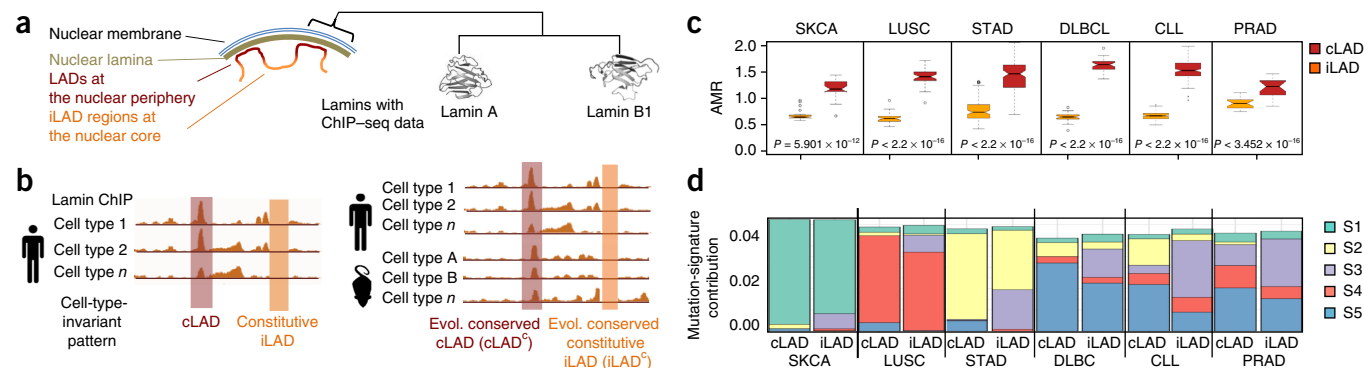 a
Nuclear membrane
Nuclear lamina
LADs at
the nuclear periphery
iLAD regions at
the nuclear core
Lamins with
ChIP–seq data
Lamin A
Lamin B1
b
Lamin ChIP
Cell type 1
Cell type 2
Cell type n
Cell-type-
invariant
pattern
cLAD
Constitutive
iLAD
Cell type 1
Cell type 2
Cell type n
Cell type A
Cell type B
Cell type n
Evol. conserved
cLAD (cLADᶜ)
Evol. conserved
constitutive
iLAD (iLADᶜ)
c
SKCA LUSC STAD DLBCL CLL PRAD
cLAD
iLAD
AMR
2.0
1.5
1.0
0.5
0.0
P = 5.901 × 10⁻¹² P < 2.2 × 10⁻¹⁶ P < 2.2 × 10⁻¹⁶ P < 2.2 × 10⁻¹⁶ P < 2.2 × 10⁻¹⁶ P < 3.452 × 10⁻¹⁶
d
Mutation-signature
contribution
0.04
0.02
0.00
S1
S2
S3
S4
S5
cLAD iLAD cLAD iLAD cLAD iLAD cLAD iLAD cLAD iLAD cLAD iLAD
SKCA LUSC STAD DLBC CLL PRAD